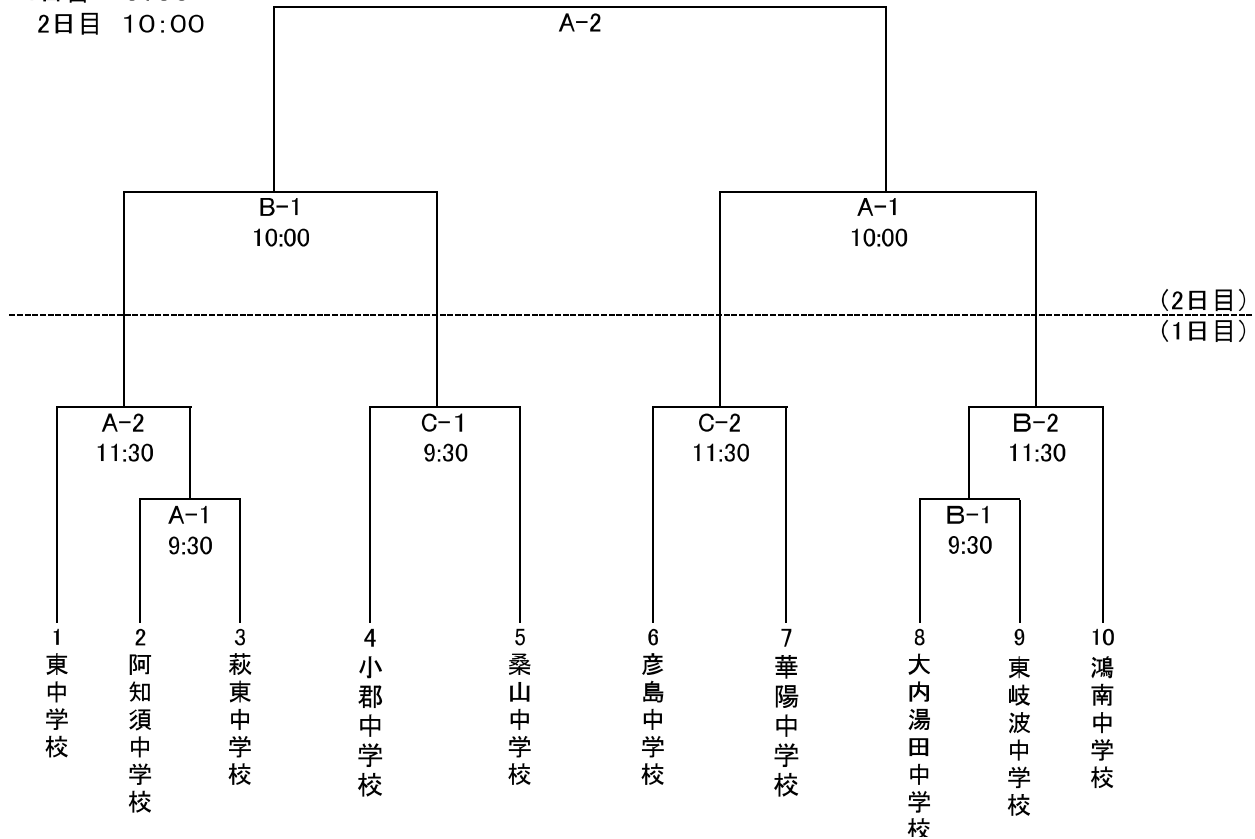 2日目 10:00
A-2
B-1
10:00
A-1
10:00
(2日目)
(1日目)
A-2
11:30
C-1
9:30
C-2
11:30
B-2
11:30
A-1
9:30
B-1
9:30
1
東中学校
2
阿知須中学校
3
萩東中学校
4
小郡中学校
5
桑山中学校
6
彦島中学校
7
華陽中学校
8
大内湯田中学校
9
東岐波中学校
10
鴻南中学校